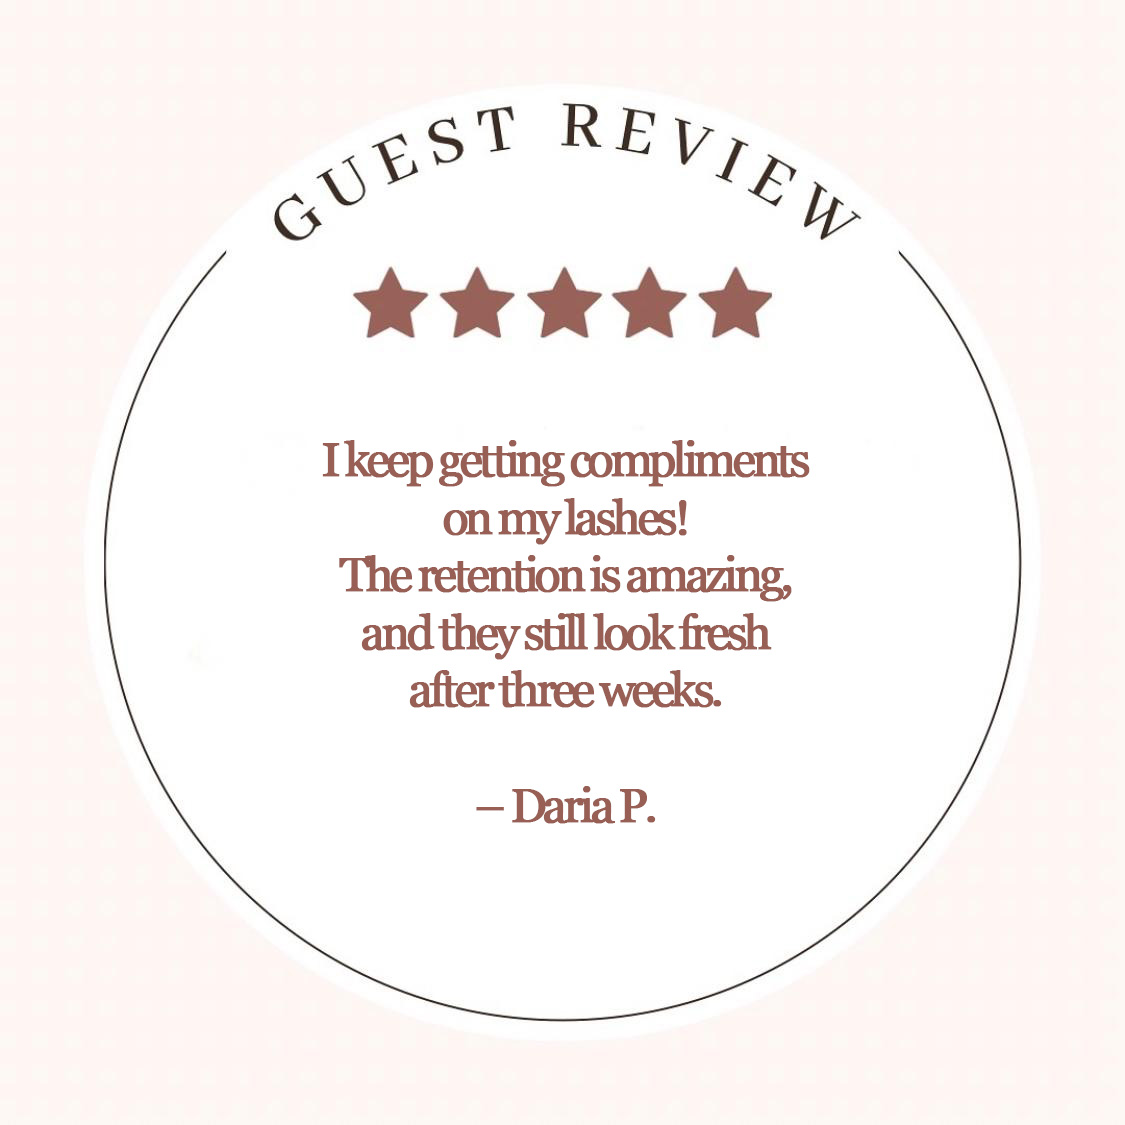 GUEST REVIEW
I keep getting compliments
on my lashes!
The retention is amazing,
and they still look fresh
after three weeks.
– Daria P.